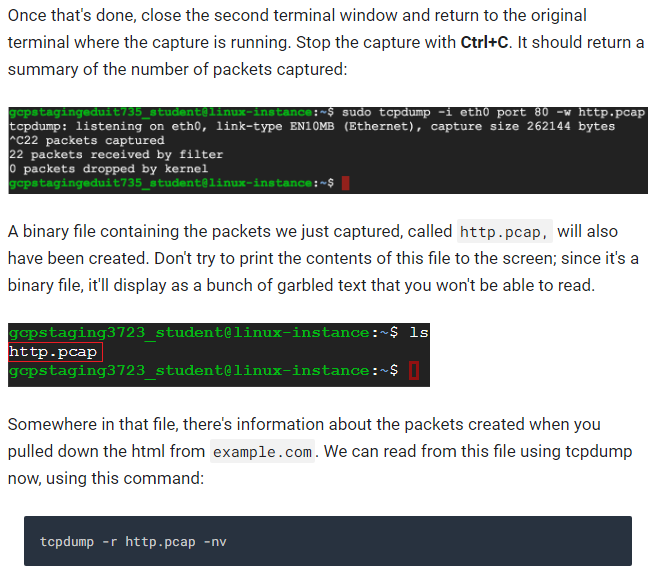 Once that's done, close the second terminal window and return to the original
terminal where the capture is running. Stop the capture with Ctrl+C. It should return a
summary of the number of packets captured:
gcpstagingeduit735_student@linux-instance:~$ sudo tcpdump -i eth0 port 80 -w http.pcap
tcpdump: listening on eth0, link-type EN10MB (Ethernet), capture size 262144 bytes
^C22 packets captured
22 packets received by filter
0 packets dropped by kernel
gcpstagingeduit735_student@linux-instance:~$
A binary file containing the packets we just captured, called http.pcap, will also
have been created. Don't try to print the contents of this file to the screen; since it's a
binary file, it'll display as a bunch of garbled text that you won't be able to read.
gcpstaging3723_student@linux-instance:~$ ls
http.pcap
gcpstaging3723_student@linux-instance:~$
Somewhere in that file, there's information about the packets created when you
pulled down the html from example.com. We can read from this file using tcpdump
now, using this command:
tcpdump -r http.pcap -nv